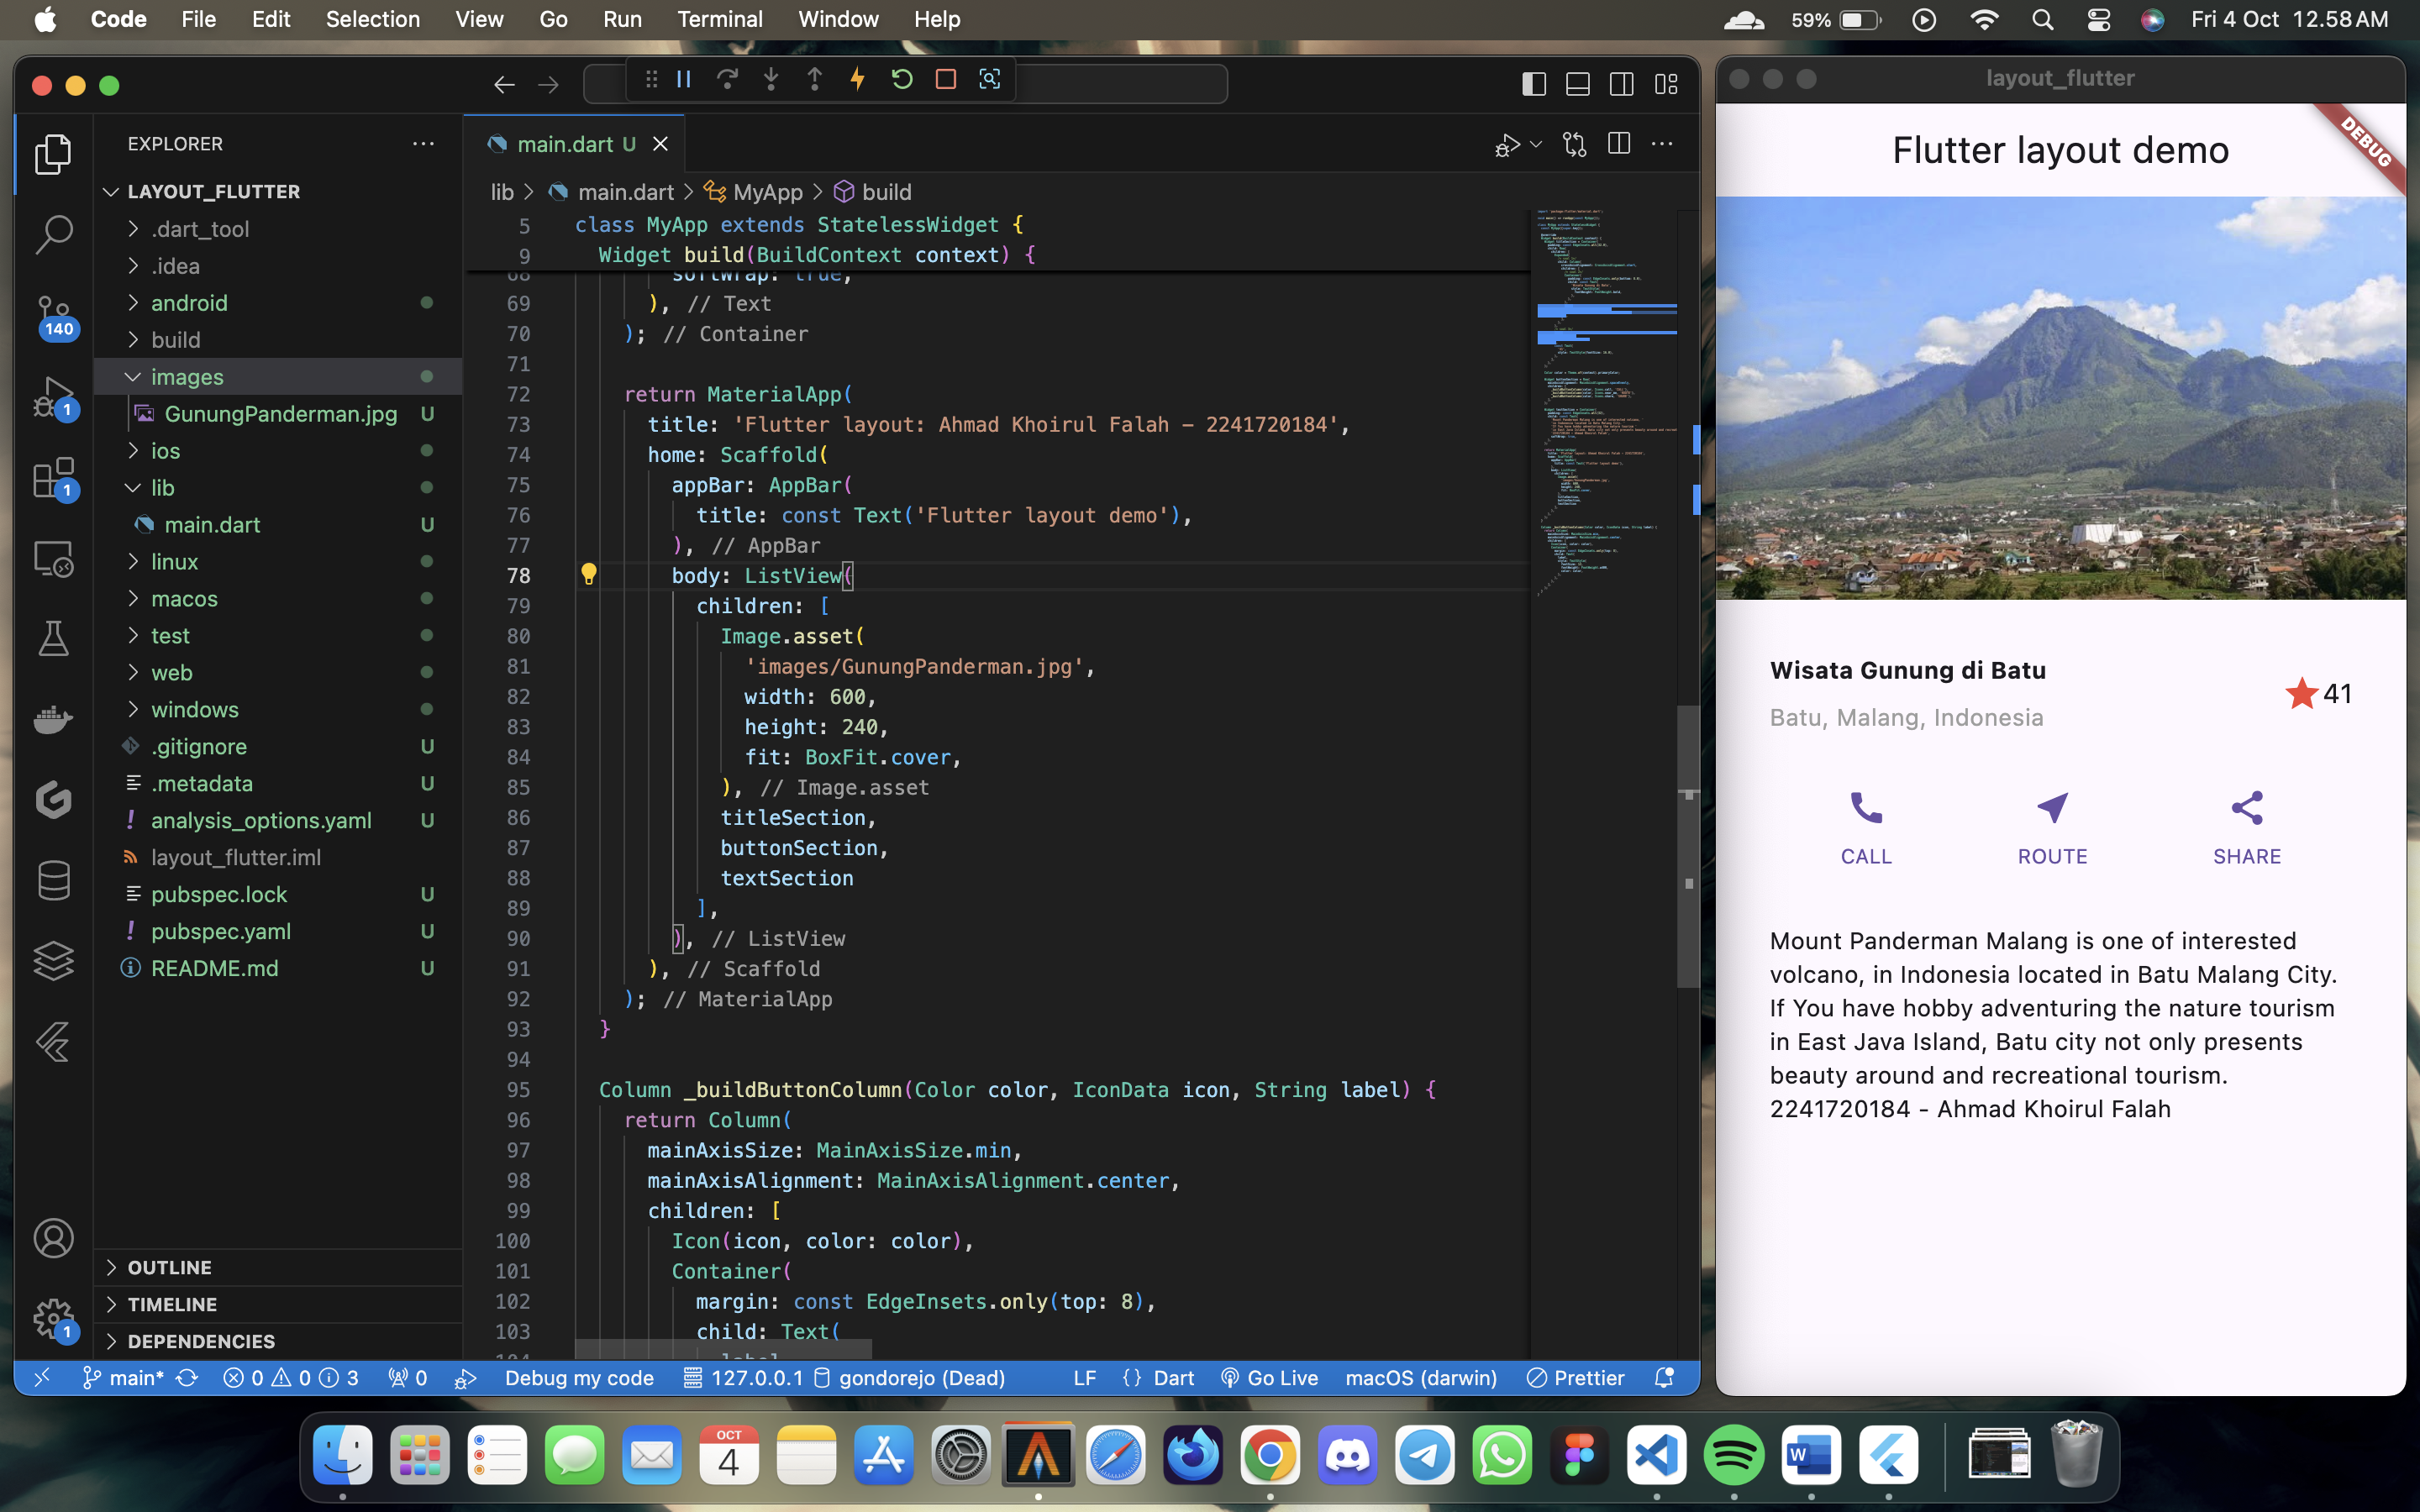 Code File Edit Selection View Go Run Terminal Window Help 59% Fri 4 Oct 12.58 AM
EXPLORER
LAYOUT_FLUTTER
.dart_tool
.idea
android
build
images
GunungPanderman.jpg U
ios
lib
main.dart U
linux
macos
test
web
windows
.gitignore U
.metadata U
analysis_options.yaml U
layout_flutter.iml
pubspec.lock U
pubspec.yaml U
README.md U
OUTLINE
TIMELINE
DEPENDENCIES
140
1
1
1
main.dart U
lib > main.dart > MyApp > build
5 class MyApp extends StatelessWidget {
9 Widget build(BuildContext context) {
68 softWrap: true,
69 ), // Text
70 ); // Container
71
72 return MaterialApp(
73 title: 'Flutter layout: Ahmad Khoirul Falah - 2241720184',
74 home: Scaffold(
75 appBar: AppBar(
76 title: const Text('Flutter layout demo'),
77 ), // AppBar
78 body: ListView(
79 children: [
80 Image.asset(
81 'images/GunungPanderman.jpg',
82 width: 600,
83 height: 240,
84 fit: BoxFit.cover,
85 ), // Image.asset
86 titleSection,
87 buttonSection,
88 textSection
89 ],
90 ), // ListView
91 ), // Scaffold
92 ); // MaterialApp
93 }
94
95 Column _buildButtonColumn(Color color, IconData icon, String label) {
96 return Column(
97 mainAxisSize: MainAxisSize.min,
98 mainAxisAlignment: MainAxisAlignment.center,
99 children: [
100 Icon(icon, color: color),
101 Container(
102 margin: const EdgeInsets.only(top: 8),
103 child: Text(
main* 0 0 3 0 Debug my code 127.0.0.1 gondorejo (Dead) LF {} Dart Go Live macOS (darwin) Prettier
layout_flutter
Flutter layout demo
DEBUG
Wisata Gunung di Batu
Batu, Malang, Indonesia
41
CALL ROUTE SHARE
Mount Panderman Malang is one of interested
volcano, in Indonesia located in Batu Malang City.
If You have hobby adventuring the nature tourism
in East Java Island, Batu city not only presents
beauty around and recreational tourism.
2241720184 - Ahmad Khoirul Falah
OCT
4
W